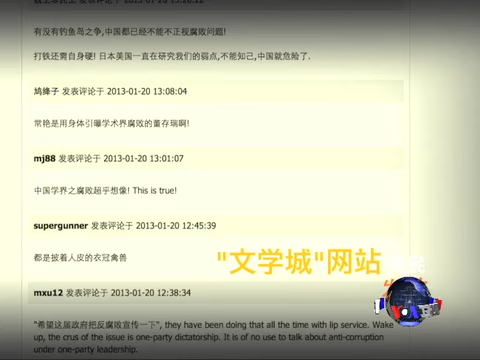 有没有钓鱼岛之争,中国都已经不能不正视腐败问题!
打铁还需自身硬! 日本美国一直在研究我们的弱点,不能知己,中国就危险了.
鸠绛子 发表评论于 2013-01-20 13:08:04
常艳是用身体引曝学术界腐败的董存瑞啊!
mj88 发表评论于 2013-01-20 13:01:07
中国学界之腐败超乎想像! This is true!
supergunner 发表评论于 2013-01-20 12:45:39
都是披着人皮的衣冠禽兽
"文学城"网站
mxu12 发表评论于 2013-01-20 12:38:34
"希望这届政府把反腐败宣传一下", they have been doing that all the time with lip service. Wake
up, the crus of the issue is one-party dictatorship. It is of no use to talk about anti-corruption
under one-party leadership.